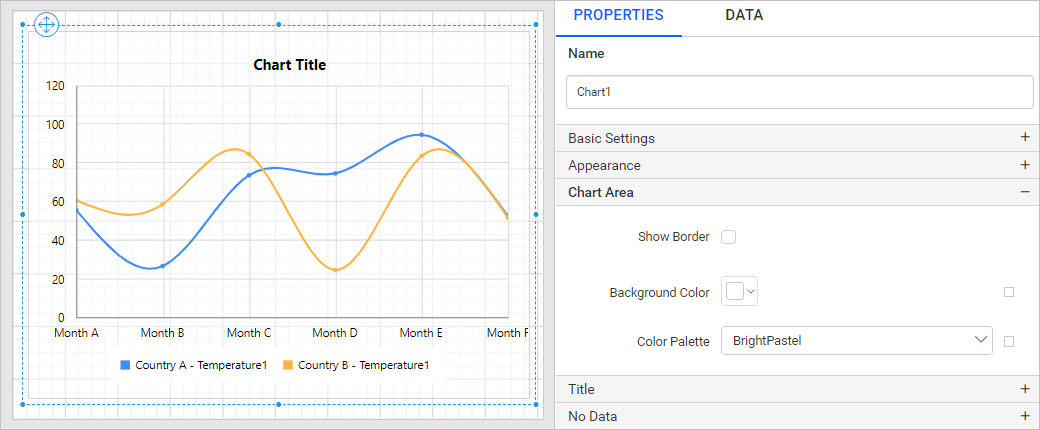 PROPERTIES DATA
Name
Chart1
Basic Settings +
Appearance +
Chart Area −
Show Border
Background Color
Color Palette BrightPastel
Title +
No Data +
Chart Title
120
100
80
60
40
20
0
Month A Month B Month C Month D Month E Month F
Country A - Temperature1 Country B - Temperature1